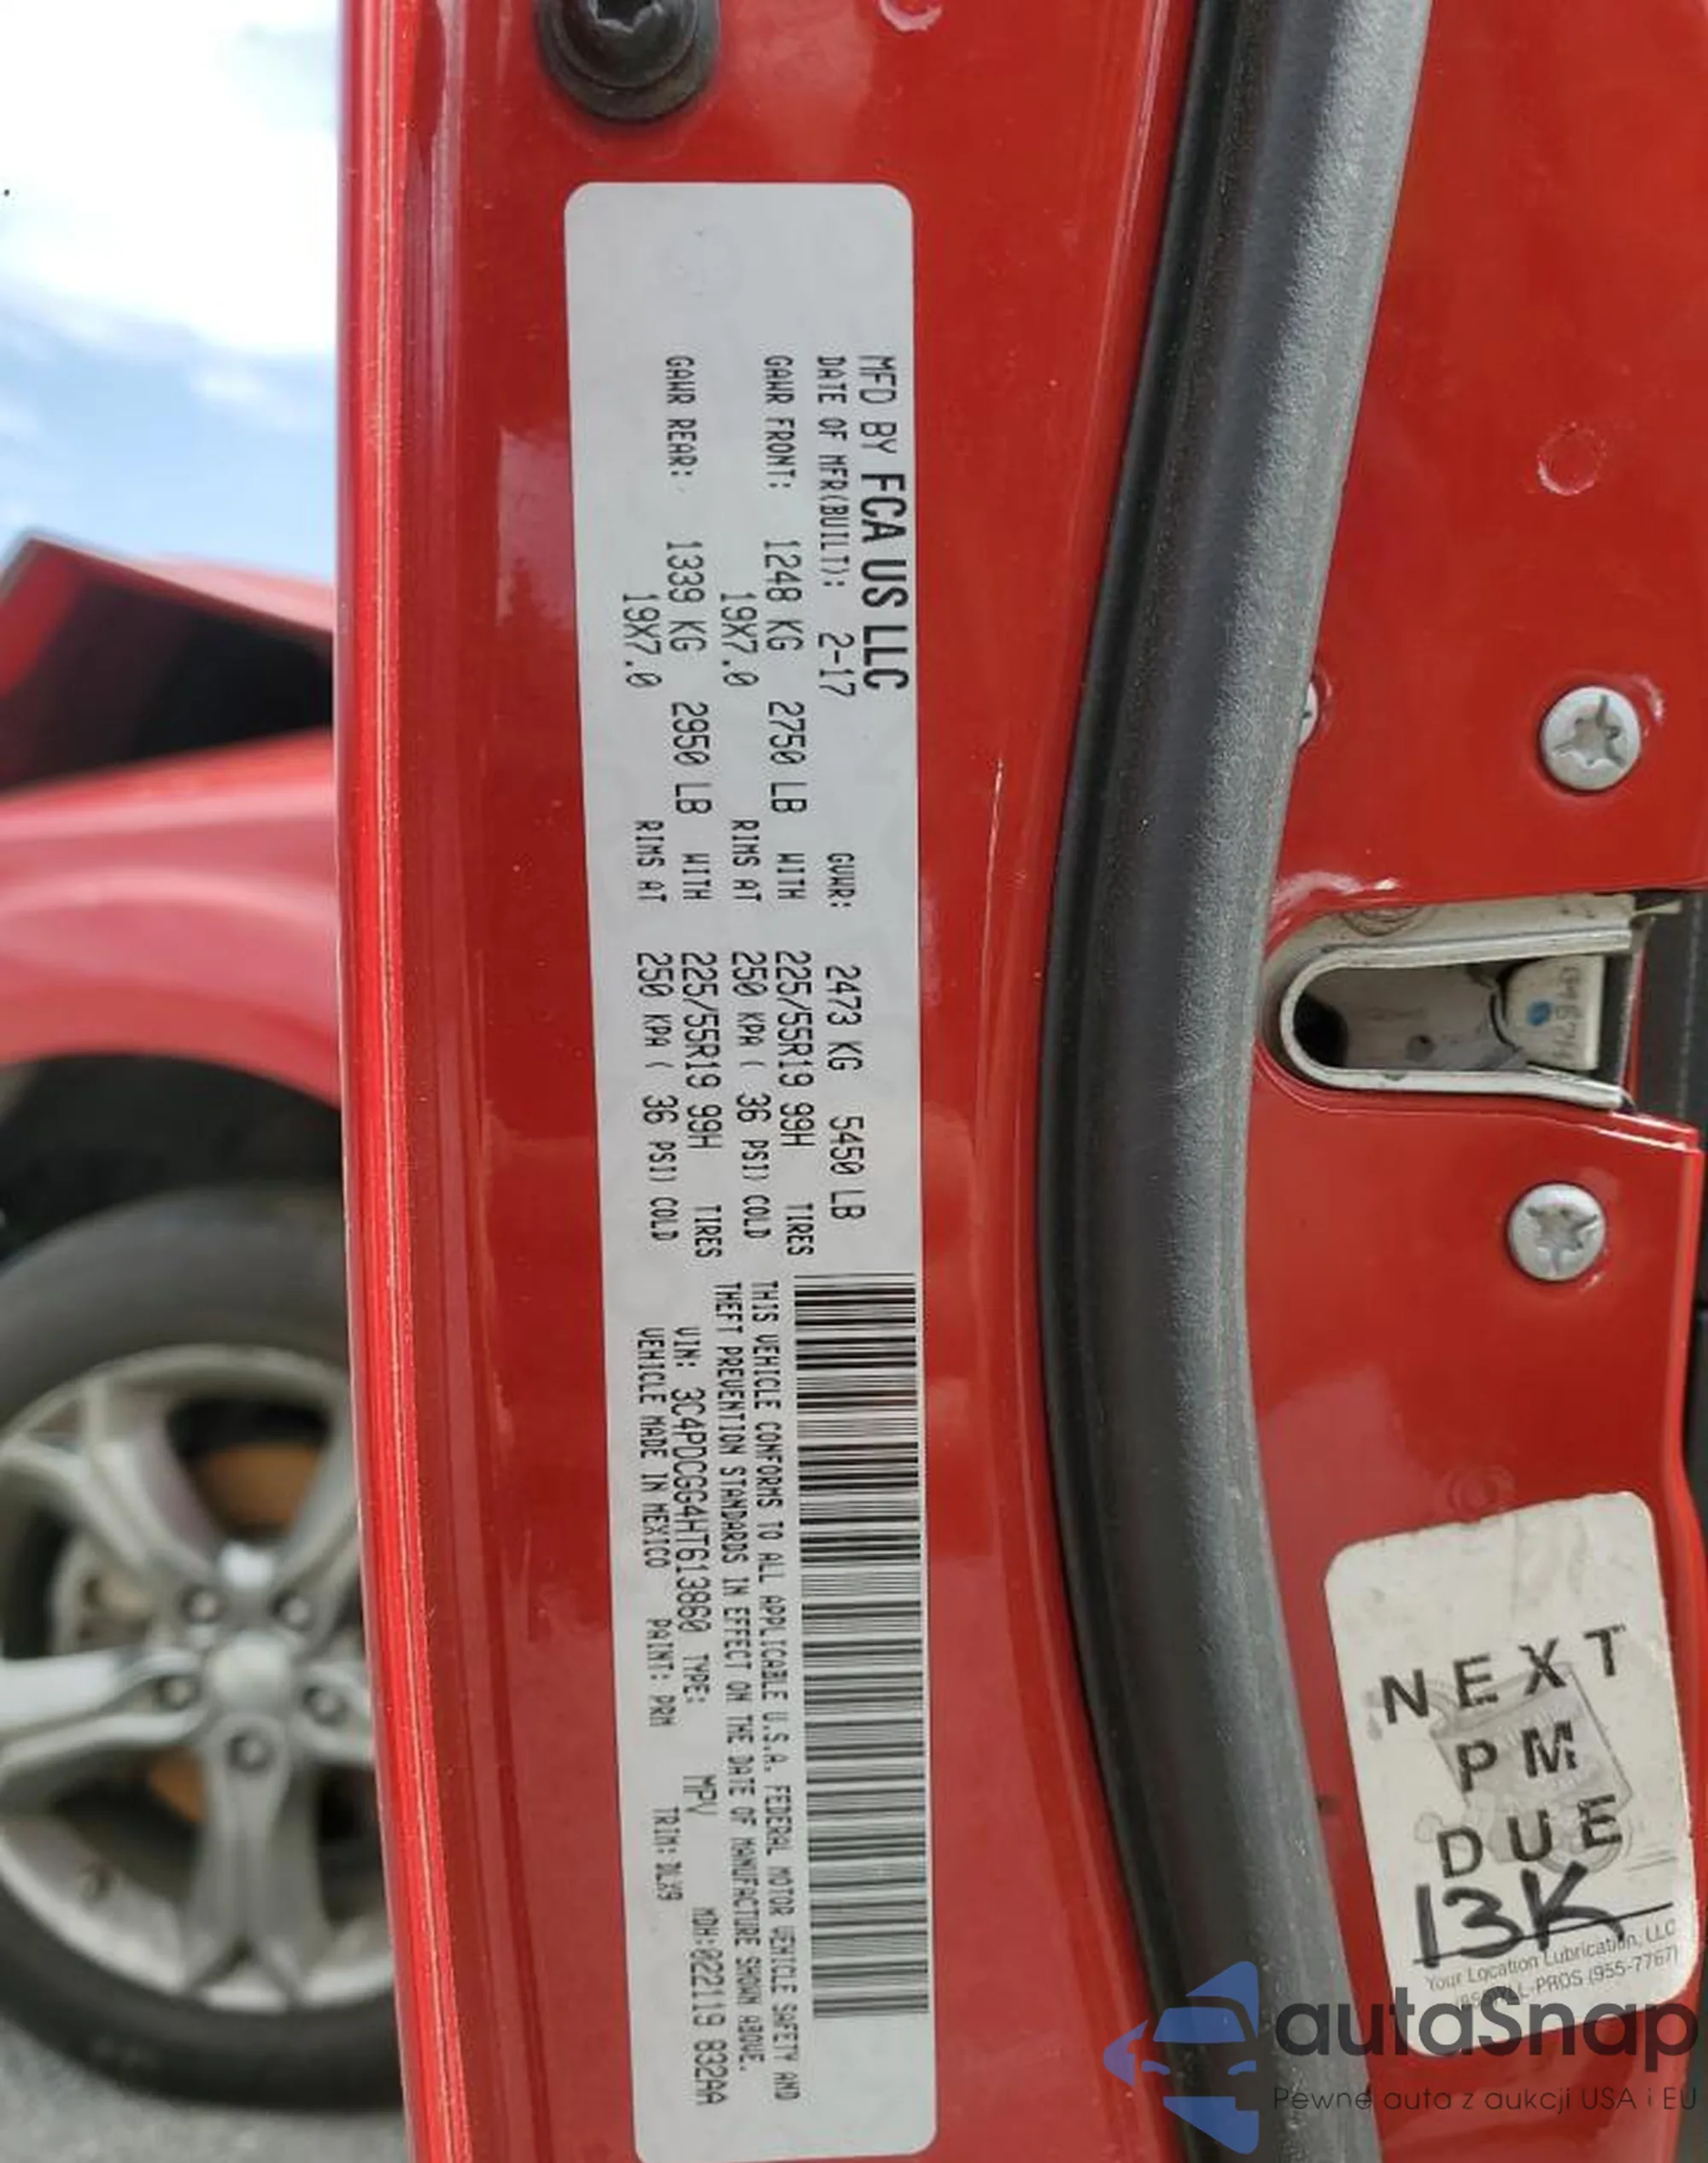 MFD BY FCA US LLC
DATE OF MFR(BUILT): 2-17 GVWR: 2473 KG 5450 LB
GAWR FRONT: 1248 KG 2750 LB WITH 225/55R19 99H TIRES
19X7.0 RIMS AT 250 KPA ( 36 PSI) COLD
GAWR REAR: 1339 KG 2950 LB WITH 225/55R19 99H TIRES
19X7.0 RIMS AT 250 KPA ( 36 PSI) COLD
THIS VEHICLE CONFORMS TO ALL APPLICABLE U.S.A. FEDERAL MOTOR VEHICLE SAFETY AND
THEFT PREVENTION STANDARDS IN EFFECT ON THE DATE OF MANUFACTURE SHOWN ABOVE.
VIN: 3C4PDCGG4HT613860 TYPE: MPV MDH:022119 832AA
VEHICLE MADE IN MEXICO PAINT: PRM TRIM: DLX9
NEXT
PM
DUE
13K
Your Location Lubrication, LLC
-PROS (955-7767)
autaSnap
Pewne auta z aukcji USA i EU